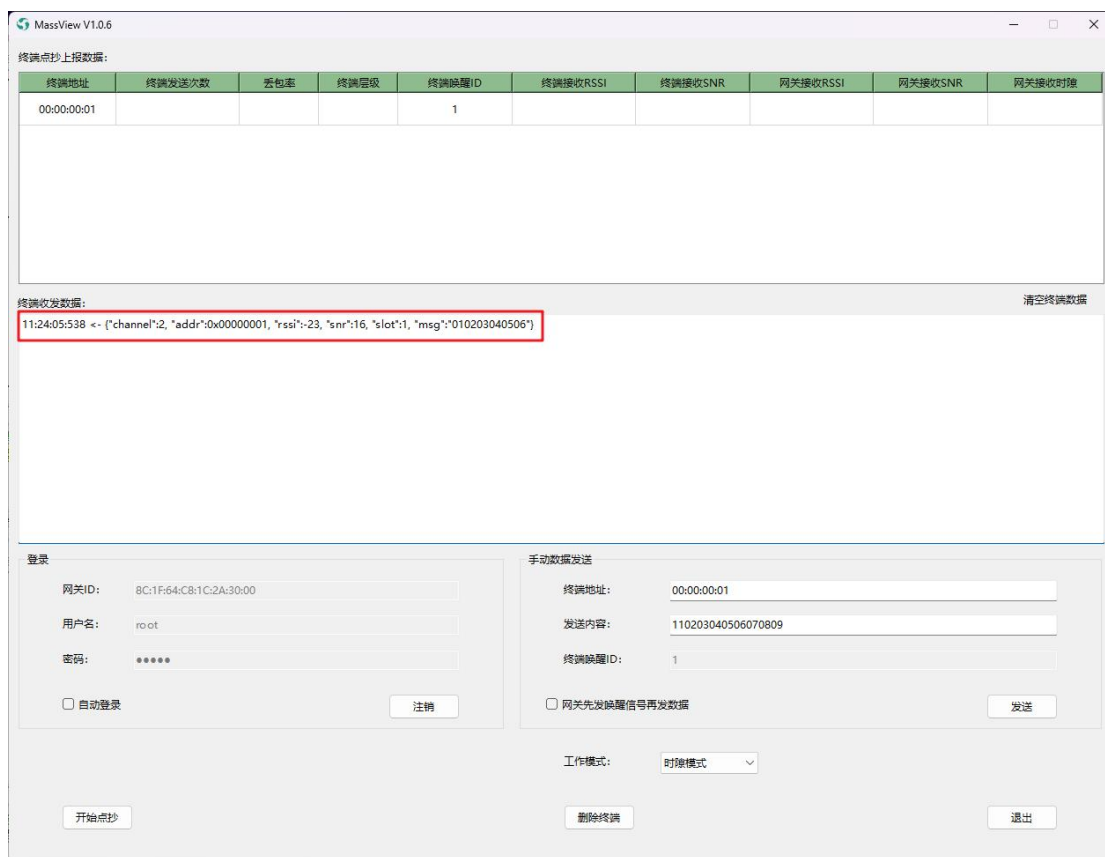 MassView V1.0.6
终端点抄上报数据:
终端地址 终端发送次数 丢包率 终端层级 终端唤醒ID 终端接收RSSI 终端接收SNR 网关接收RSSI 网关接收SNR 网关接收时隙
00:00:00:01 1
终端收发数据: 清空终端数据
11:24:05:538 <- {"channel":2, "addr":0x00000001, "rssi":-23, "snr":16, "slot":1, "msg":"010203040506"}
登录
网关ID: 8C:1F:64:C8:1C:2A:30:00
用户名: root
密码: ●●●●●
自动登录 注销
手动数据发送
终端地址: 00:00:00:01
发送内容: 110203040506070809
终端唤醒ID: 1
网关先发唤醒信号再发数据 发送
工作模式: 时隙模式
开始点抄 删除终端 退出